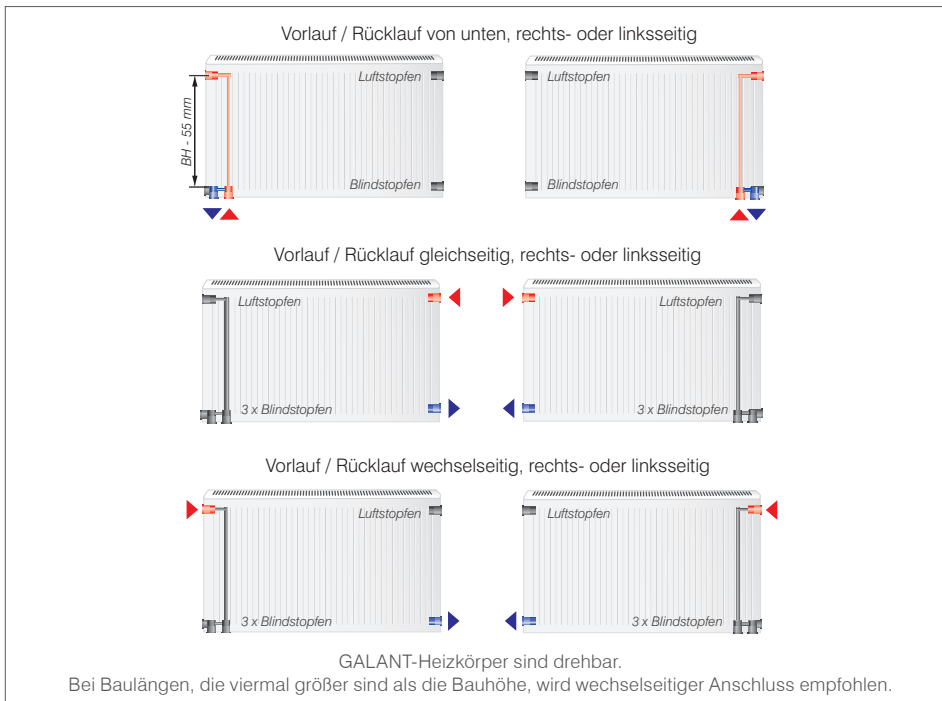 Vorlauf / Rücklauf von unten, rechts- oder linksseitig
Luftstopfen
Luftstopfen
BH - 55 mm
Blindstopfen
Blindstopfen
Vorlauf / Rücklauf gleichseitig, rechts- oder linksseitig
Luftstopfen
Luftstopfen
3 x Blindstopfen
3 x Blindstopfen
Vorlauf / Rücklauf wechselseitig, rechts- oder linksseitig
Luftstopfen
Luftstopfen
3 x Blindstopfen
3 x Blindstopfen
GALANT-Heizkörper sind drehbar.
Bei Baulängen, die viermal größer sind als die Bauhöhe, wird wechselseitiger Anschluss empfohlen.